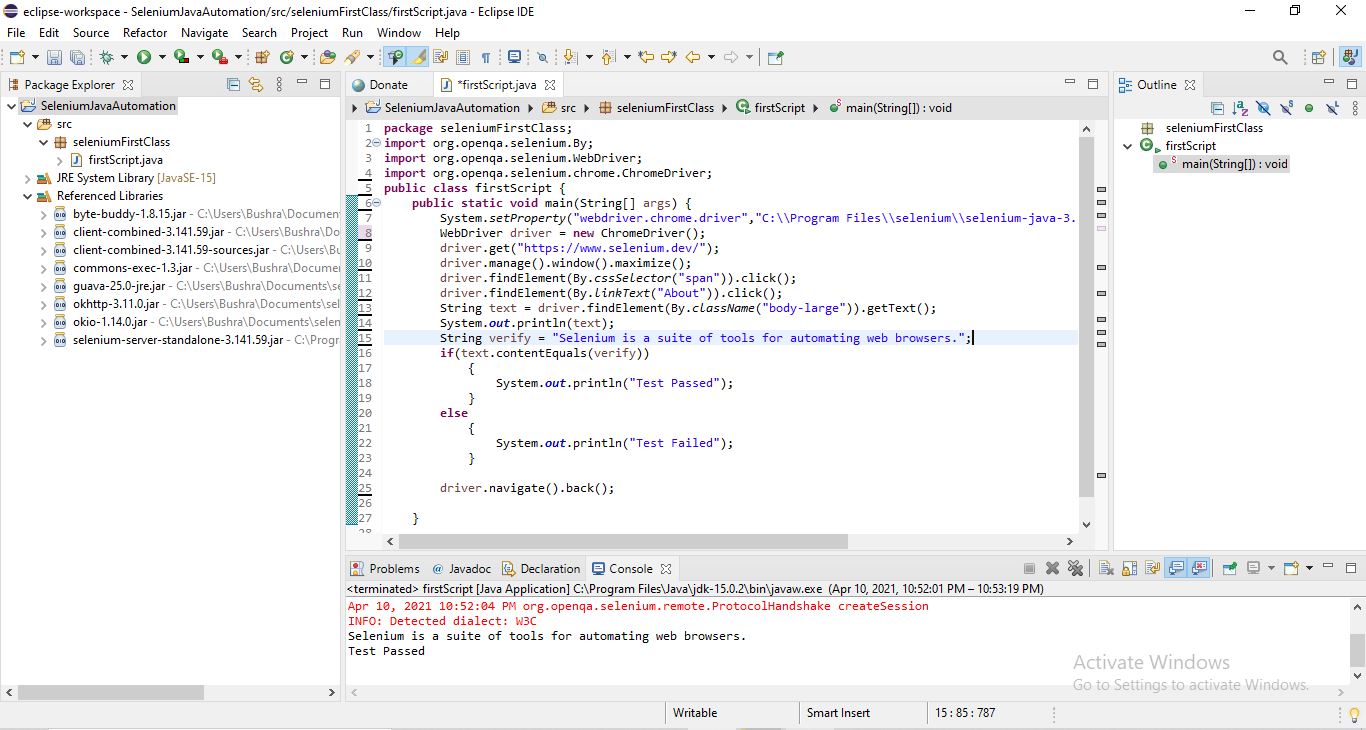 eclipse-workspace - SeleniumJavaAutomation/src/seleniumFirstClass/firstScript.java - Eclipse IDE
File Edit Source Refactor Navigate Search Project Run Window Help
Package Explorer
SeleniumJavaAutomation
src
seleniumFirstClass
firstScript.java
JRE System Library [JavaSE-15]
Referenced Libraries
byte-buddy-1.8.15.jar - C:\Users\Bushra\Documen
client-combined-3.141.59.jar - C:\Users\Bushra\Do
client-combined-3.141.59-sources.jar - C:\Users\Bu
commons-exec-1.3.jar - C:\Users\Bushra\Docume
guava-25.0-jre.jar - C:\Users\Bushra\Documents\se
okhttp-3.11.0.jar - C:\Users\Bushra\Documents\sel
okio-1.14.0.jar - C:\Users\Bushra\Documents\selen
selenium-server-standalone-3.141.59.jar - C:\Progr
Donate *firstScript.java
SeleniumJavaAutomation src seleniumFirstClass firstScript main(String[]) : void
1 package seleniumFirstClass;
2 import org.openqa.selenium.By;
3 import org.openqa.selenium.WebDriver;
4 import org.openqa.selenium.chrome.ChromeDriver;
5 public class firstScript {
6 public static void main(String[] args) {
7 System.setProperty("webdriver.chrome.driver","C:\\Program Files\\selenium\\selenium-java-3.
8 WebDriver driver = new ChromeDriver();
9 driver.get("https://www.selenium.dev/");
10 driver.manage().window().maximize();
11 driver.findElement(By.cssSelector("span")).click();
12 driver.findElement(By.linkText("About")).click();
13 String text = driver.findElement(By.className("body-large")).getText();
14 System.out.println(text);
15 String verify = "Selenium is a suite of tools for automating web browsers.";
16 if(text.contentEquals(verify))
17 {
18 System.out.println("Test Passed");
19 }
20 else
21 {
22 System.out.println("Test Failed");
23 }
24
25 driver.navigate().back();
26
27 }
Outline
seleniumFirstClass
firstScript
main(String[]) : void
Problems @ Javadoc Declaration Console
<terminated> firstScript [Java Application] C:\Program Files\Java\jdk-15.0.2\bin\javaw.exe (Apr 10, 2021, 10:52:01 PM – 10:53:19 PM)
Apr 10, 2021 10:52:04 PM org.openqa.selenium.remote.ProtocolHandshake createSession
INFO: Detected dialect: W3C
Selenium is a suite of tools for automating web browsers.
Test Passed
Activate Windows
Go to Settings to activate Windows.
Writable Smart Insert 15 : 85 : 787